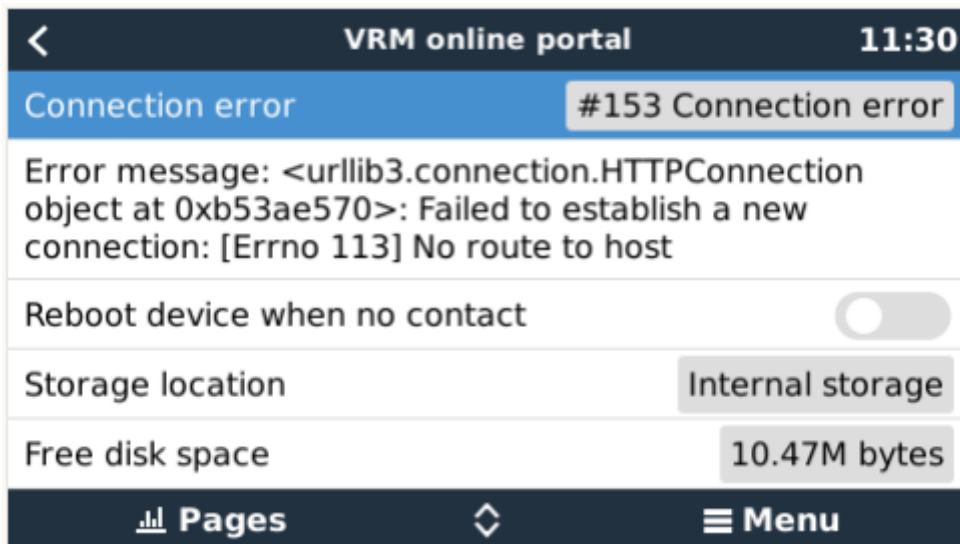 VRM online portal 11:30
Connection error #153 Connection error
Error message: <urllib3.connection.HTTPConnection
object at 0xb53ae570>: Failed to establish a new
connection: [Errno 113] No route to host
Reboot device when no contact
Storage location Internal storage
Free disk space 10.47M bytes
Pages Menu